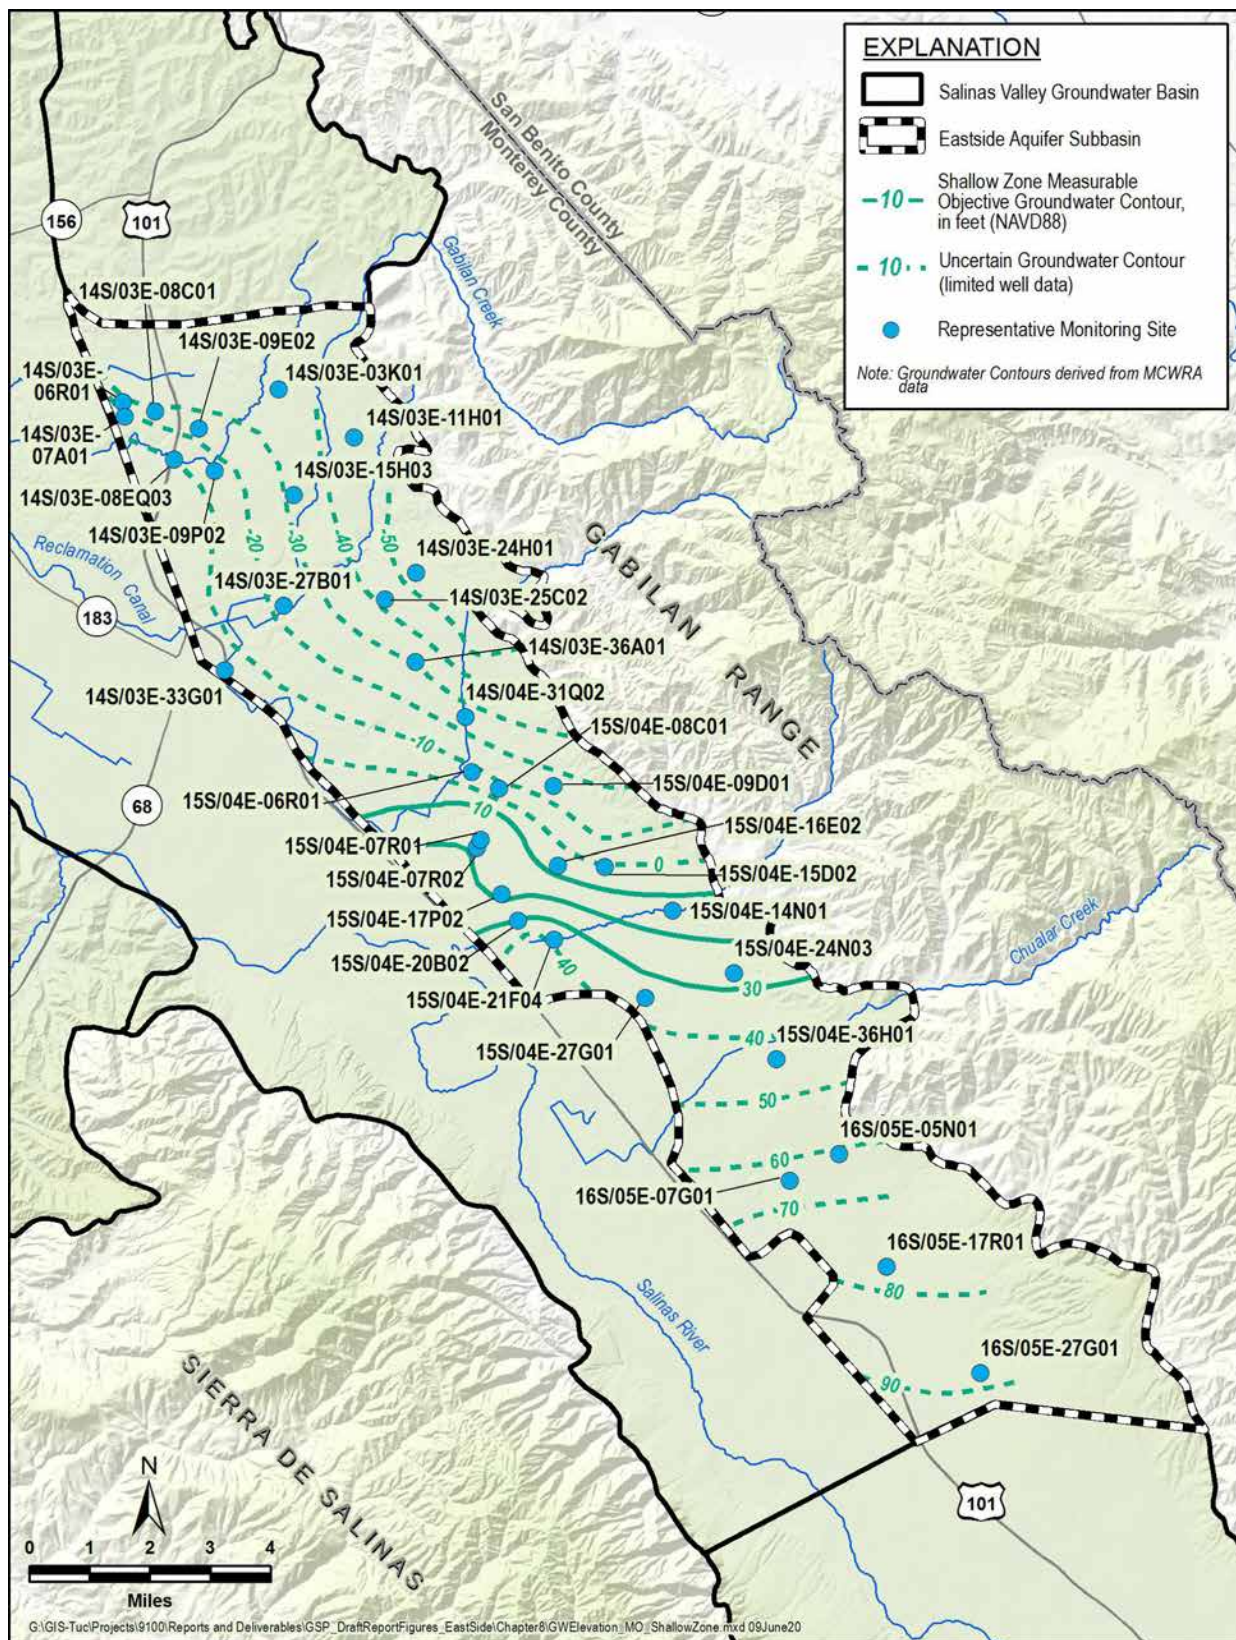 EXPLANATION
Salinas Valley Groundwater Basin
Eastside Aquifer Subbasin
10
Shallow Zone Measurable
Objective Groundwater Contour,
in feet (NAVD88)
10
Uncertain Groundwater Contour
(limited well data)
Representative Monitoring Site
Note: Groundwater Contours derived from MCWRA
data
San Benito County
Monterey County
156
101
Gabilan Creek
14S/03E-08C01
14S/03E-09E02
14S/03E-
06R01
14S/03E-03K01
14S/03E-
07A01
14S/03E-11H01
14S/03E-15H03
14S/03E-08EQ03
14S/03E-09P02
-20
-30
-40
-50
Reclamation Canal
14S/03E-24H01
14S/03E-27B01
14S/03E-25C02
183
GABILAN RANGE
14S/03E-36A01
14S/03E-33G01
14S/04E-31Q02
15S/04E-08C01
-10
15S/04E-06R01
15S/04E-09D01
68
10
15S/04E-16E02
15S/04E-07R01
0
15S/04E-15D02
15S/04E-07R02
15S/04E-17P02
15S/04E-14N01
15S/04E-20B02
15S/04E-24N03
Chualar Creek
40
30
15S/04E-21F04
15S/04E-27G01
40
15S/04E-36H01
50
16S/05E-05N01
60
16S/05E-07G01
70
16S/05E-17R01
80
Salinas River
16S/05E-27G01
90
SIERRA DE SALINAS
101
N
0 1 2 3 4
Miles
G:\GIS-Tuc\Projects\9100\Reports and Deliverables\GSP_DraftReportFigures_EastSide\Chapter8\GWElevation_MO_ShallowZone.mxd 09June20